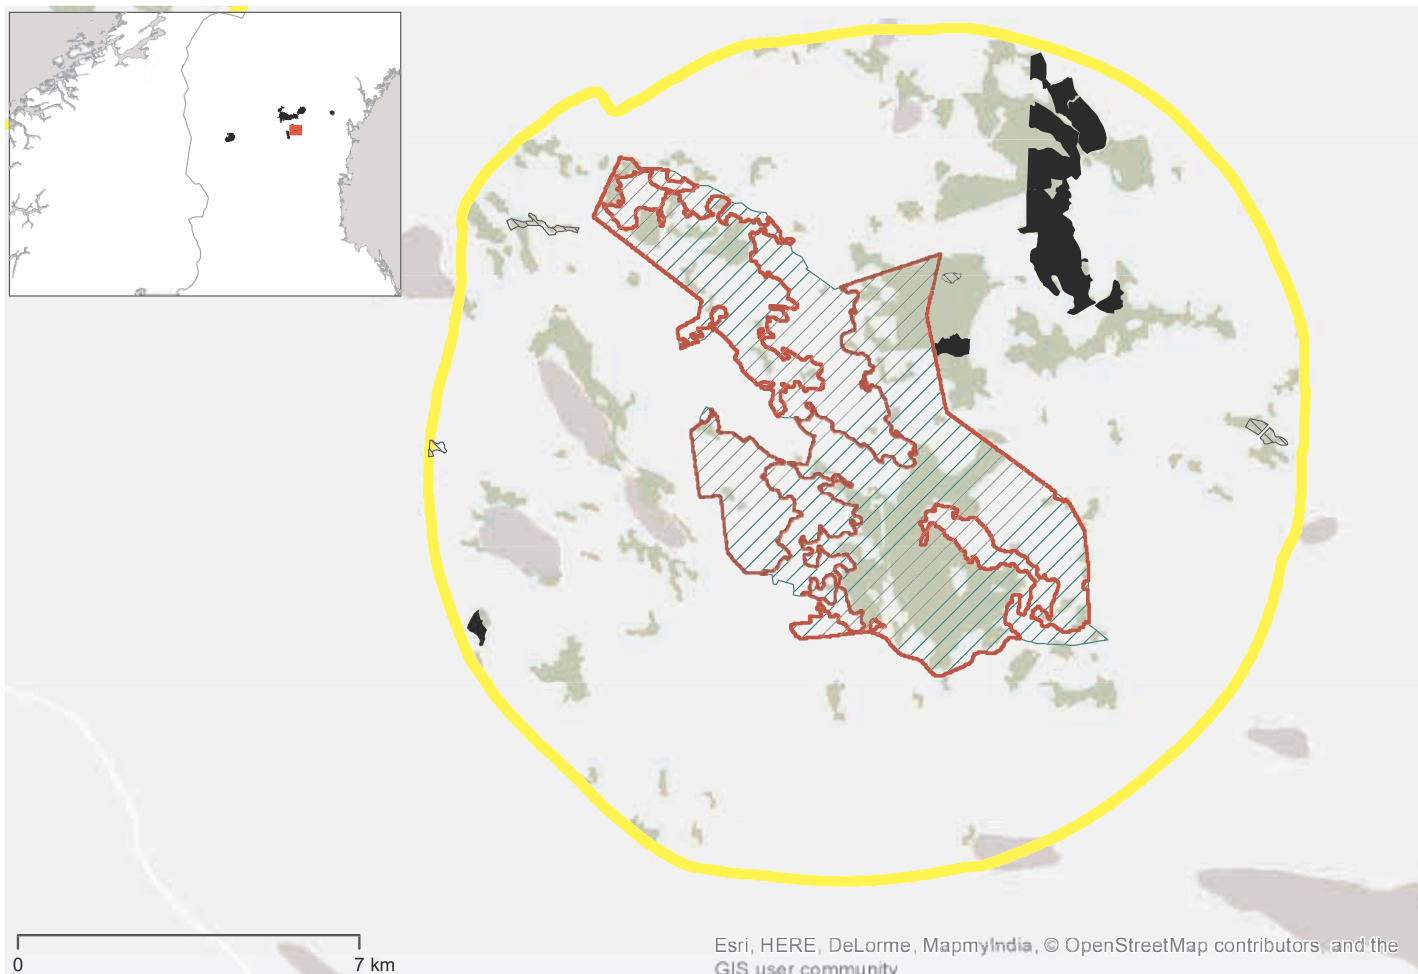 0
7 km
Esri, HERE, DeLorme, MapmyIndia, © OpenStreetMap contributors, and the
GIS user community